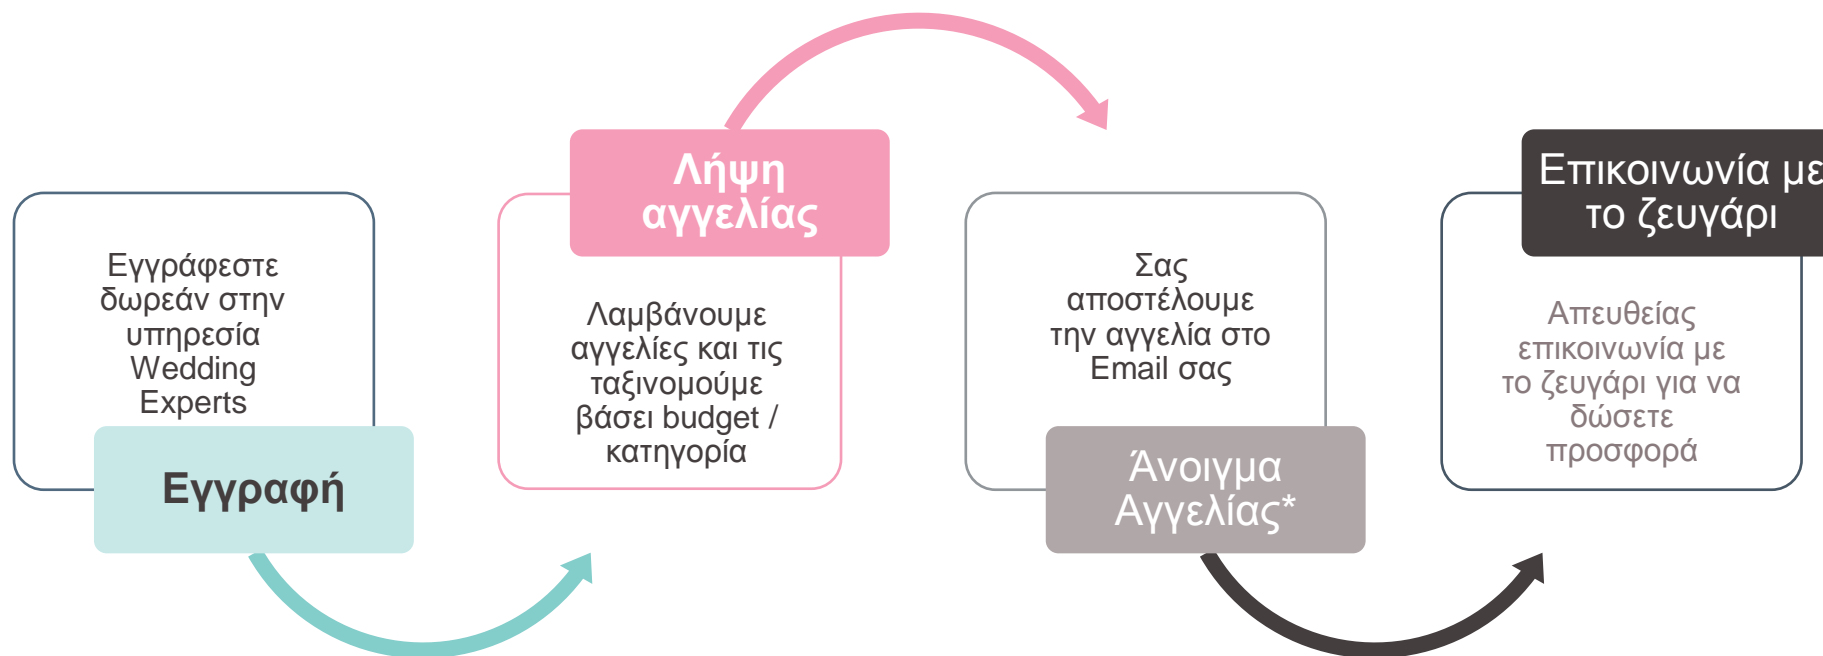 Εγγράφεστε
δωρεάν στην
υπηρεσία
Wedding
Experts
Εγγραφή
Λήψη
αγγελίας
Λαμβάνουμε
αγγελίες και τις
ταξινομούμε
βάσει budget /
κατηγορία
Σας
αποστέλουμε
την αγγελία στο
Email σας
Άνοιγμα
Αγγελίας*
Επικοινωνία με
το ζευγάρι
Απευθείας
επικοινωνία με
το ζευγάρι για να
δώσετε
προσφορά